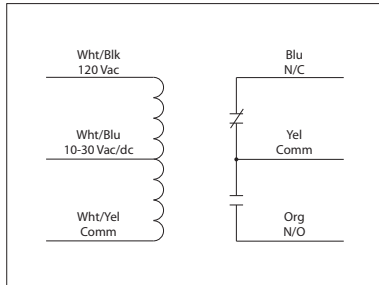 Wht/Blk
120 Vac
Wht/Blu
10-30 Vac/dc
Wht/Yel
Comm
Blu
N/C
Yel
Comm
Org
N/O